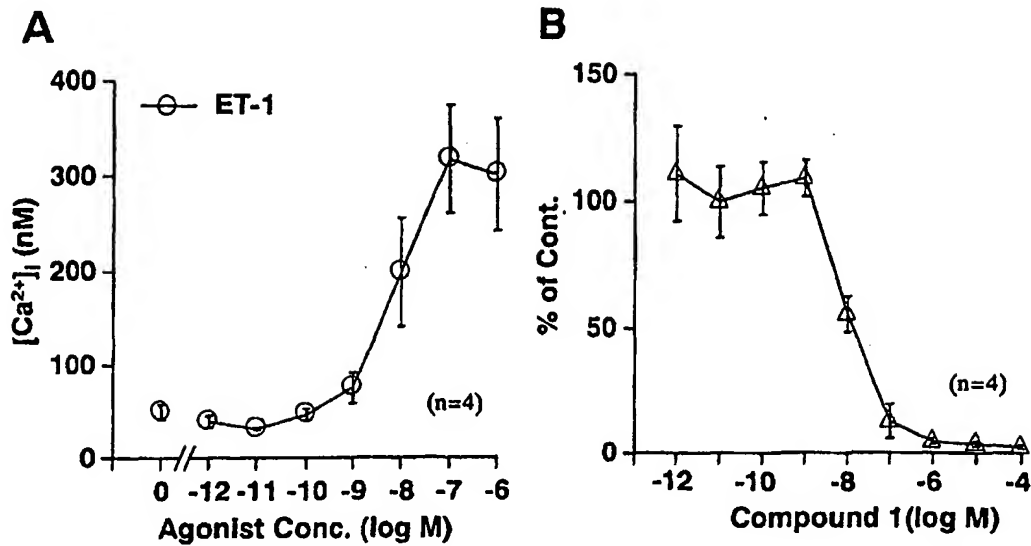 A
400
300
200
100
0
[Ca²⁺]i (nM)
ET-1
(n=4)
0 -12 -11 -10 -9 -8 -7 -6
Agonist Conc. (log M)
B
150
100
50
0
% of Cont.
(n=4)
-12 -10 -8 -6 -4
Compound 1(log M)